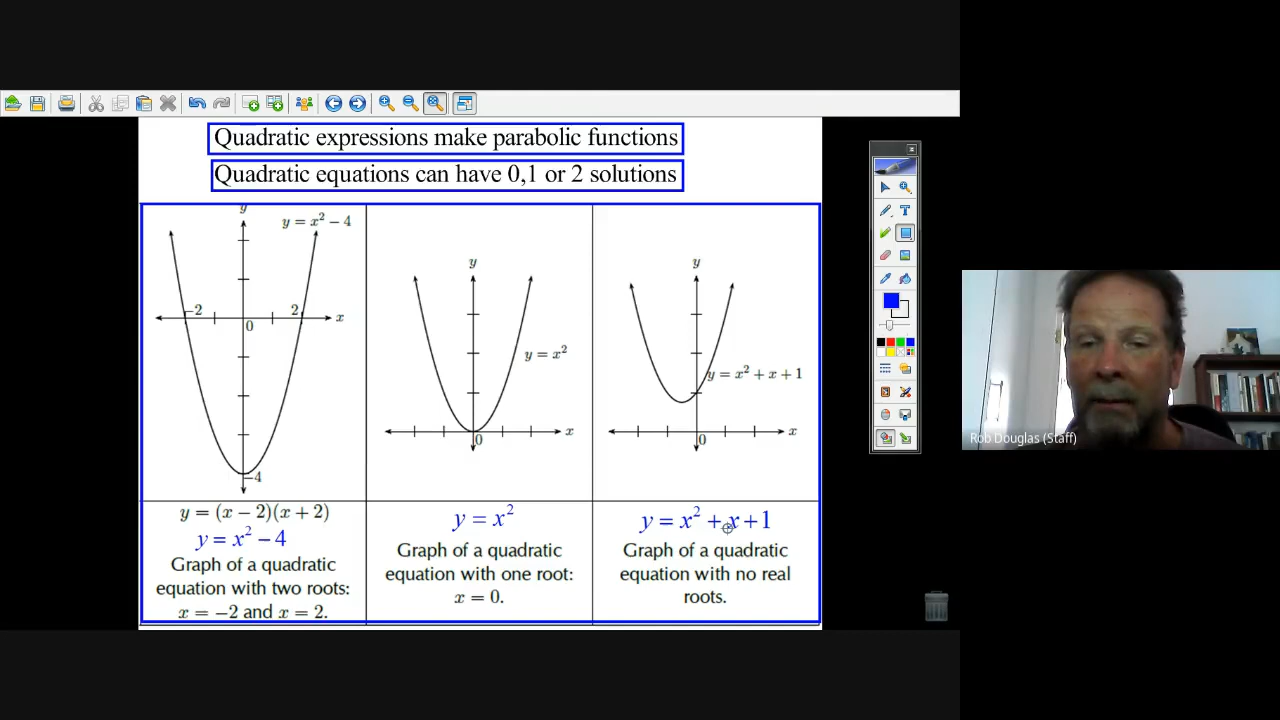 Quadratic expressions make parabolic functions
Quadratic equations can have 0,1 or 2 solutions
y
y = x² − 4
−2
2
x
0
−4
y = (x − 2)(x + 2)
y = x² − 4
Graph of a quadratic
equation with two roots:
x = −2 and x = 2.
y
y = x²
x
0
y = x²
Graph of a quadratic
equation with one root:
x = 0.
y
y = x² + x + 1
x
0
y = x² + x + 1
Graph of a quadratic
equation with no real
roots.
Rob Douglas (Staff)